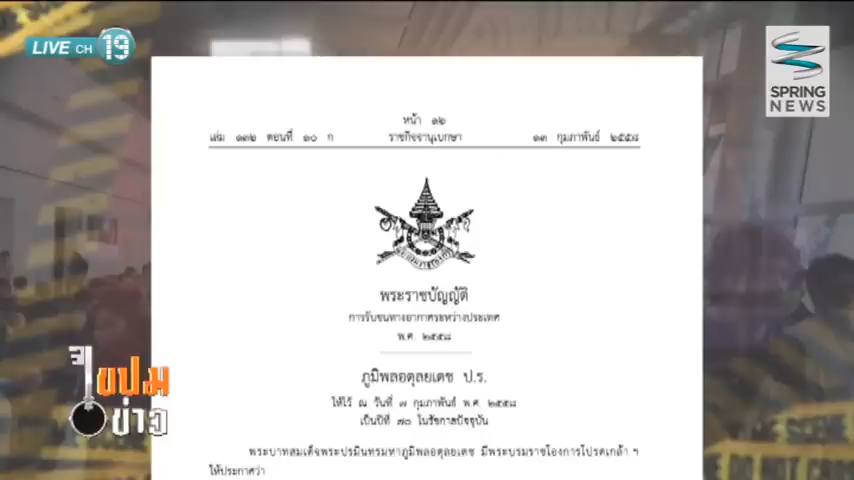 LIVE CH 19
SPRING
NEWS
หน้า ๑๒
เล่ม ๑๓๒ ตอนที่ ๑๐ ก ราชกิจจานุเบกษา ๑๓ กุมภาพันธ์ ๒๕๕๘
พระราชบัญญัติ
การรับขนทางอากาศระหว่างประเทศ
พ.ศ. ๒๕๕๘
ภูมิพลอดุลยเดช ป.ร.
ให้ไว้ ณ วันที่ ๗ กุมภาพันธ์ พ.ศ. ๒๕๕๘
เป็นปีที่ ๗๐ ในรัชกาลปัจจุบัน
พระบาทสมเด็จพระปรมินทรมหาภูมิพลอดุลยเดช มีพระบรมราชโองการโปรดเกล้า ฯ
ให้ประกาศว่า
ไขปม
ข่าว
SCENE
DO NOT CROSS